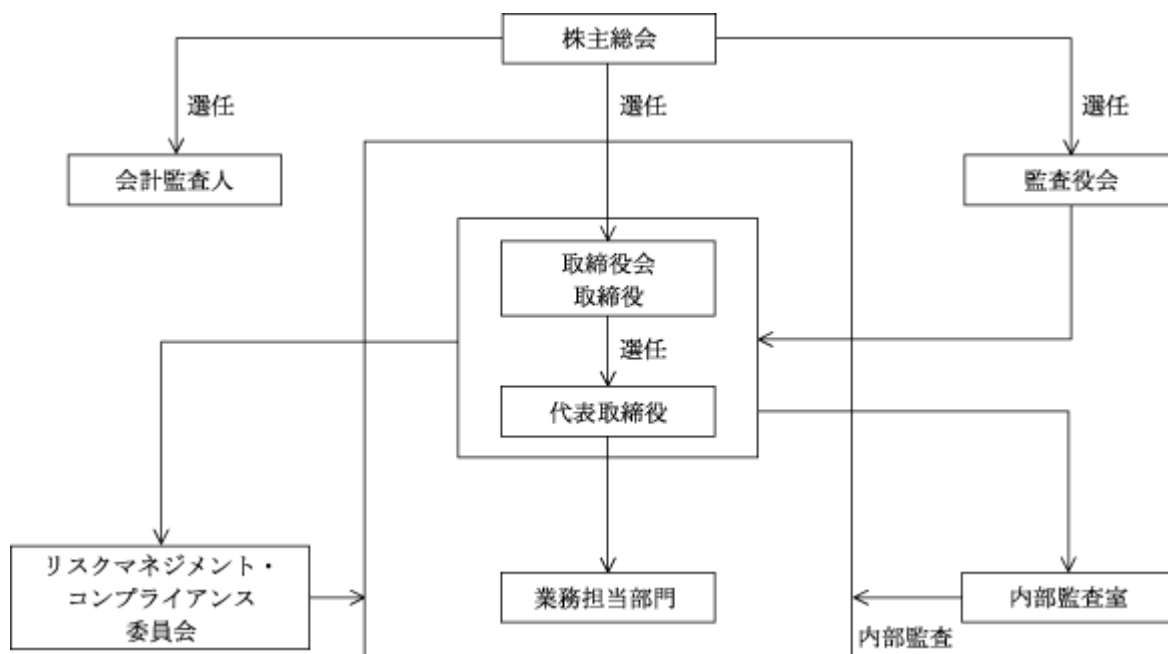 株主総会
選任
選任
選任
会計監査人
監査役会
取締役会
取締役
選任
代表取締役
リスクマネジメント・
コンプライアンス
委員会
業務担当部門
内部監査室
内部監査